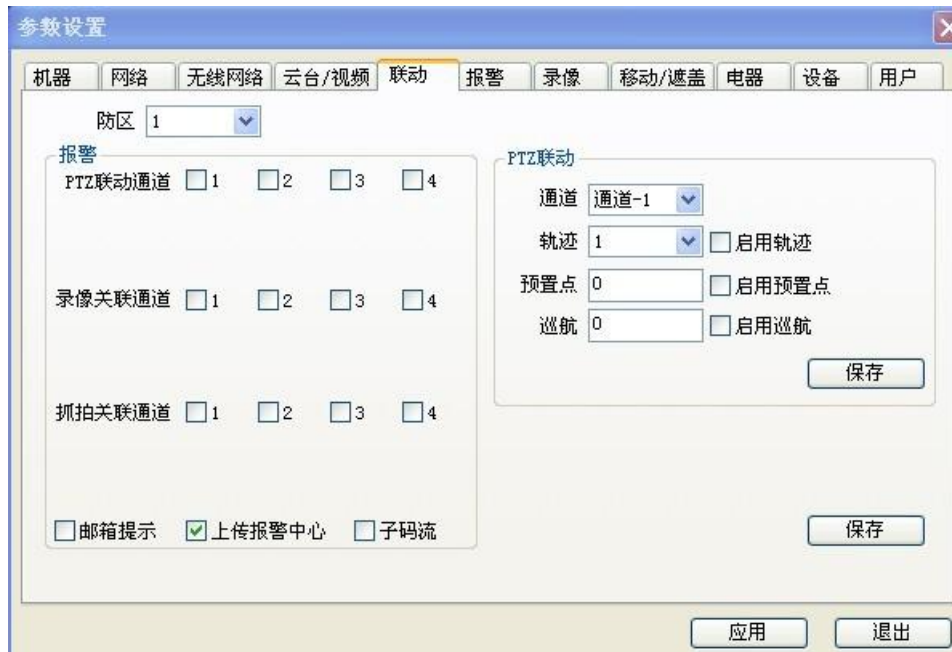 参数设置
机器 网络 无线网络 云台/视频 联动 报警 录像 移动/遮盖 电器 设备 用户
防区 1
报警
PTZ联动通道 1 2 3 4
录像关联通道 1 2 3 4
抓拍关联通道 1 2 3 4
邮箱提示 上传报警中心 子码流
PTZ联动
通道 通道-1
轨迹 1 启用轨迹
预置点 0 启用预置点
巡航 0 启用巡航
保存
保存
应用 退出